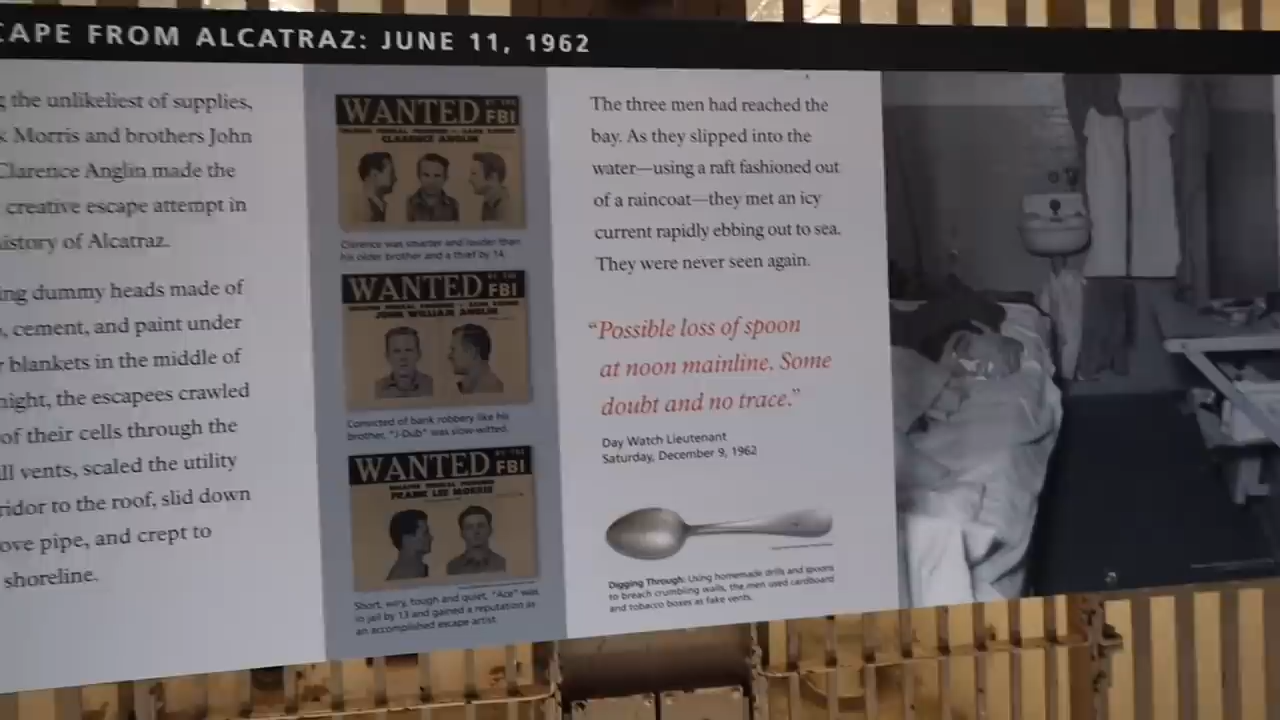 CAPE FROM ALCATRAZ: JUNE 11, 1962
g the unlikeliest of supplies,
k Morris and brothers John
Clarence Anglin made the
creative escape attempt in
history of Alcatraz.
ing dummy heads made of
, cement, and paint under
r blankets in the middle of
night, the escapees crawled
of their cells through the
ll vents, scaled the utility
ridor to the roof, slid down
ove pipe, and crept to
shoreline.
WANTED BY THE FBI
CLARENCE ANGLIN
Clarence was smarter and louder than
his older brother and a thief by 14.
WANTED BY THE FBI
JOHN WILLIAM ANGLIN
Convicted of bank robbery like his
brother, "J-Dub" was slow-witted.
WANTED BY THE FBI
FRANK LEE MORRIS
Short, wiry, tough and quiet, "Ace" was
in jail by 13 and gained a reputation as
an accomplished escape artist.
The three men had reached the
bay. As they slipped into the
water—using a raft fashioned out
of a raincoat—they met an icy
current rapidly ebbing out to sea.
They were never seen again.
“Possible loss of spoon
at noon mainline. Some
doubt and no trace.”
Day Watch Lieutenant
Saturday, December 9, 1962
Digging Through: Using homemade drills and spoons
to breach crumbling walls, the men used cardboard
and tobacco boxes as fake vents.